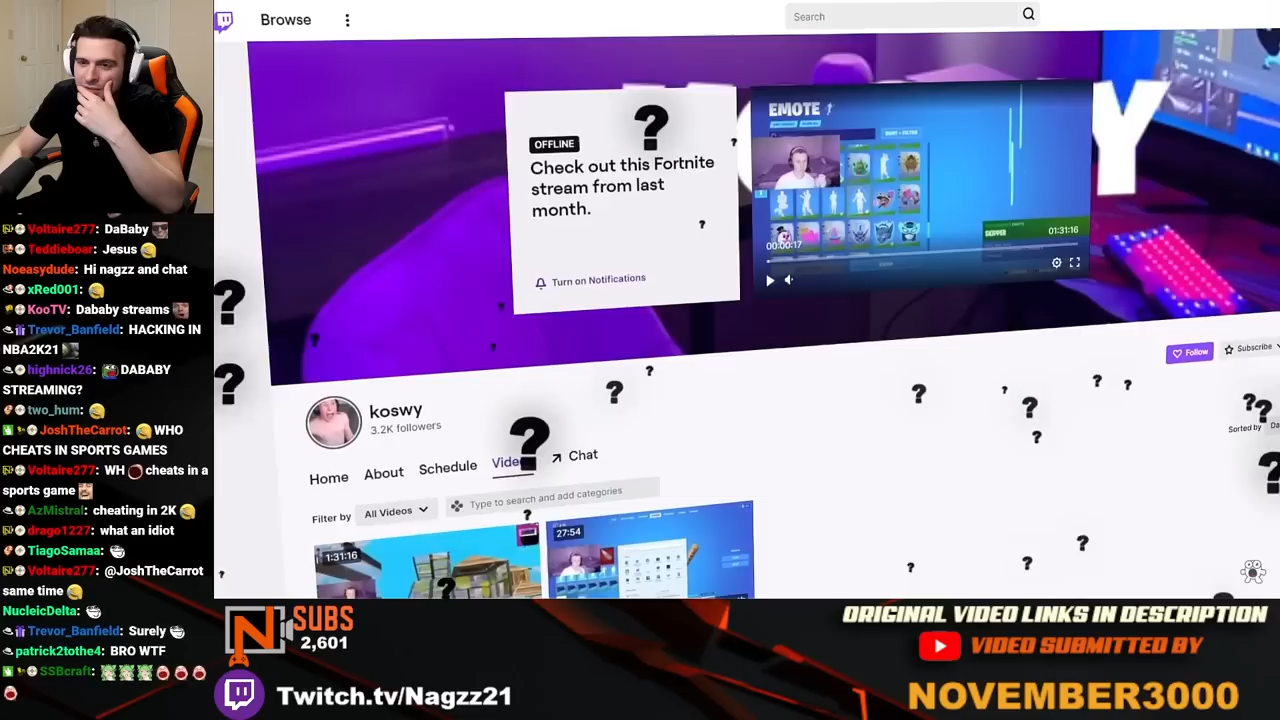 Browse
Search
EMOTE
OFFLINE
Check out this Fortnite
stream from last
month.
Turn on Notifications
00:00:17
SKIPPER
01:31:16
Y
Follow
Subscribe
koswy
3.2K followers
Home
About
Schedule
Chat
Sorted by
Filter by
All Videos
Type to search and add categories
1:31:16
27:54
Voltaire277: DaBaby
Teddieboar: Jesus
Noeasydude: Hi nagzz and chat
xRed001:
KooTV: Dababy streams
Trevor_Banfield: HACKING IN
NBA2K21
highnick26: DABABY
STREAMING?
two_hum:
JoshTheCarrot: WHO
CHEATS IN SPORTS GAMES
Voltaire277: WH cheats in a
sports game
AzMistral: cheating in 2K
drago1227: what an idiot
TiagoSamaa:
Voltaire277: @JoshTheCarrot
same time
NucleicDelta:
Trevor_Banfield: Surely
patrick2tothe4: BRO WTF
SSBcraft:
SUBS
2,601
Twitch.tv/Nagzz21
ORIGINAL VIDEO LINKS IN DESCRIPTION
VIDEO SUBMITTED BY
NOVEMBER3000